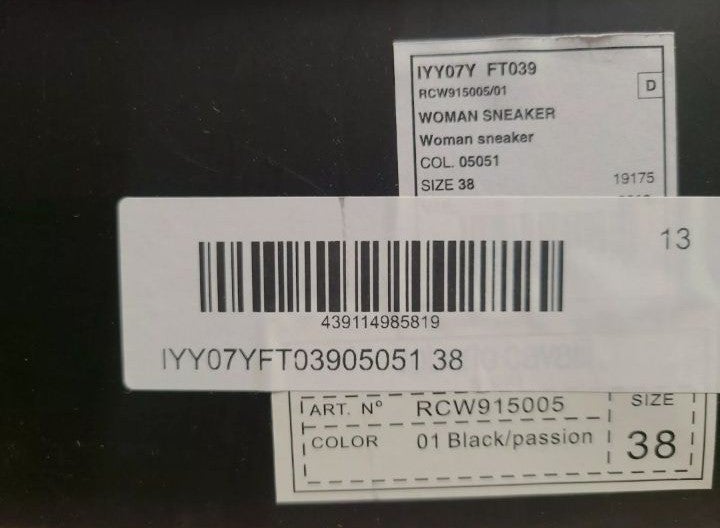 IYY07Y FT039
RCW915005/01
D
WOMAN SNEAKER
Woman sneaker
COL. 05051
SIZE 38
19175
13
439114985819
IYY07YFT03905051 38
ART. Nº RCW915005
SIZE
COLOR 01 Black/passion
38